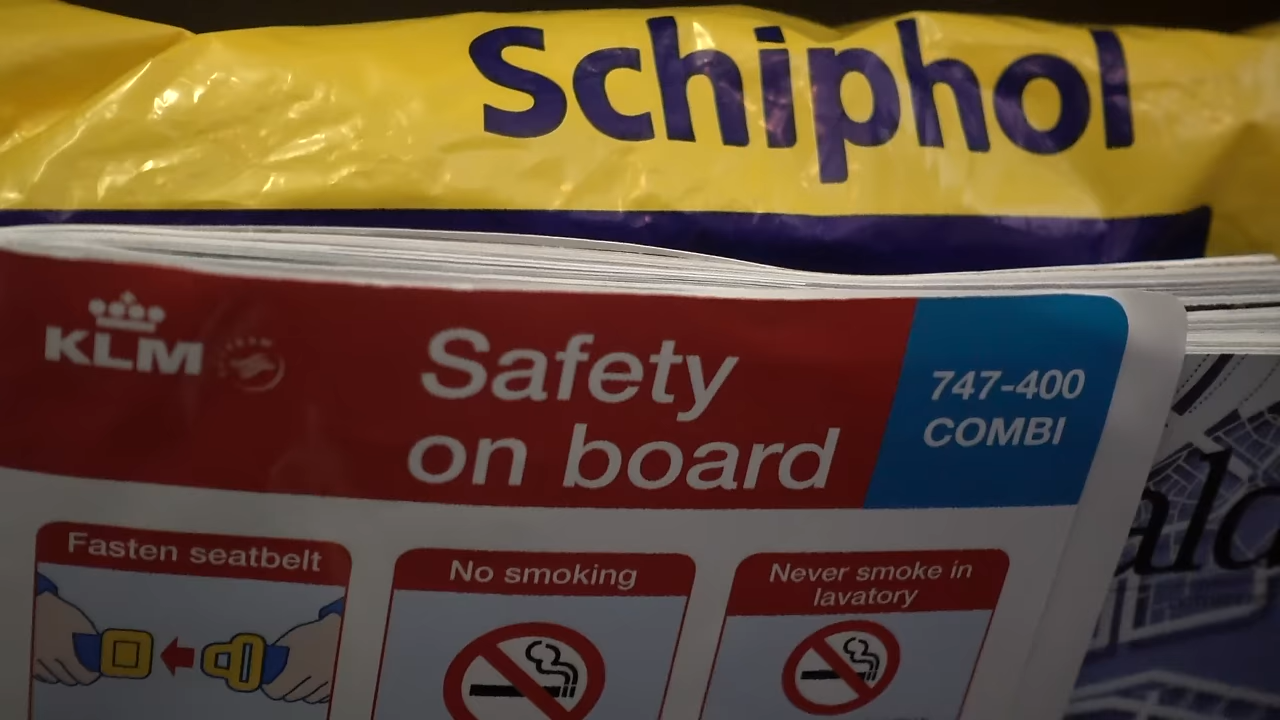 Schiphol
KLM
Safety
on board
747-400
COMBI
Fasten seatbelt
No smoking
Never smoke in
lavatory